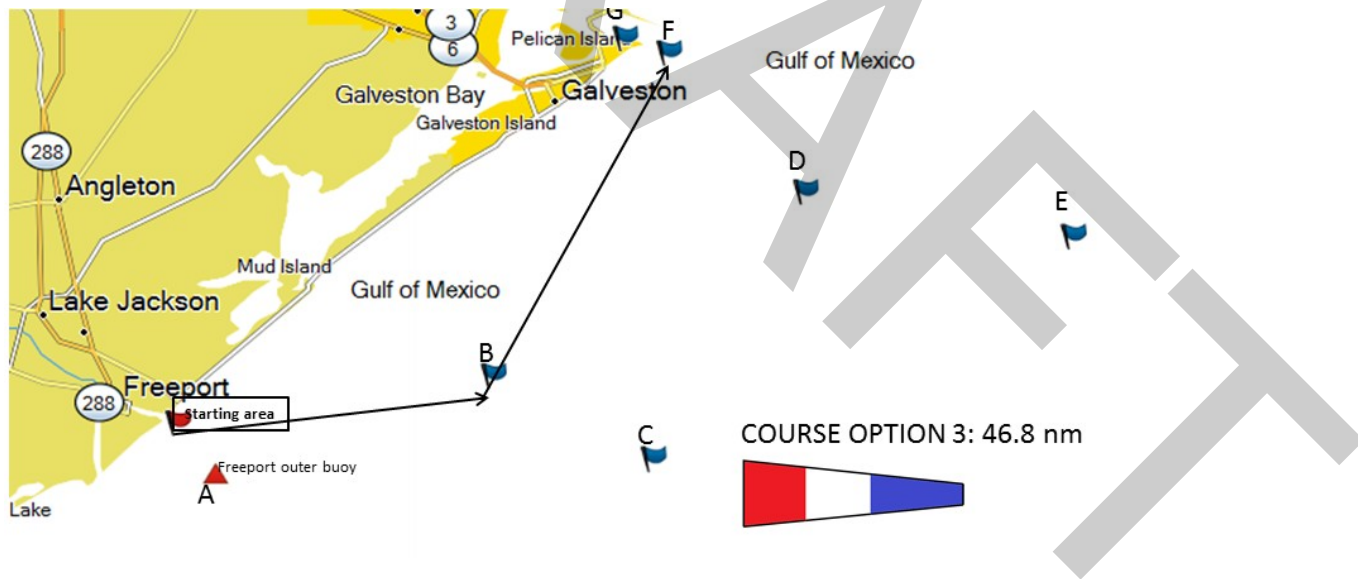 G
F
3
6
Pelican Island
Gulf of Mexico
Galveston
Galveston Bay
Galveston Island
288
D
Angleton
E
Mud Island
Gulf of Mexico
Lake Jackson
B
Freeport
288
Starting area
C
COURSE OPTION 3: 46.8 nm
Freeport outer buoy
A
Lake
AFT